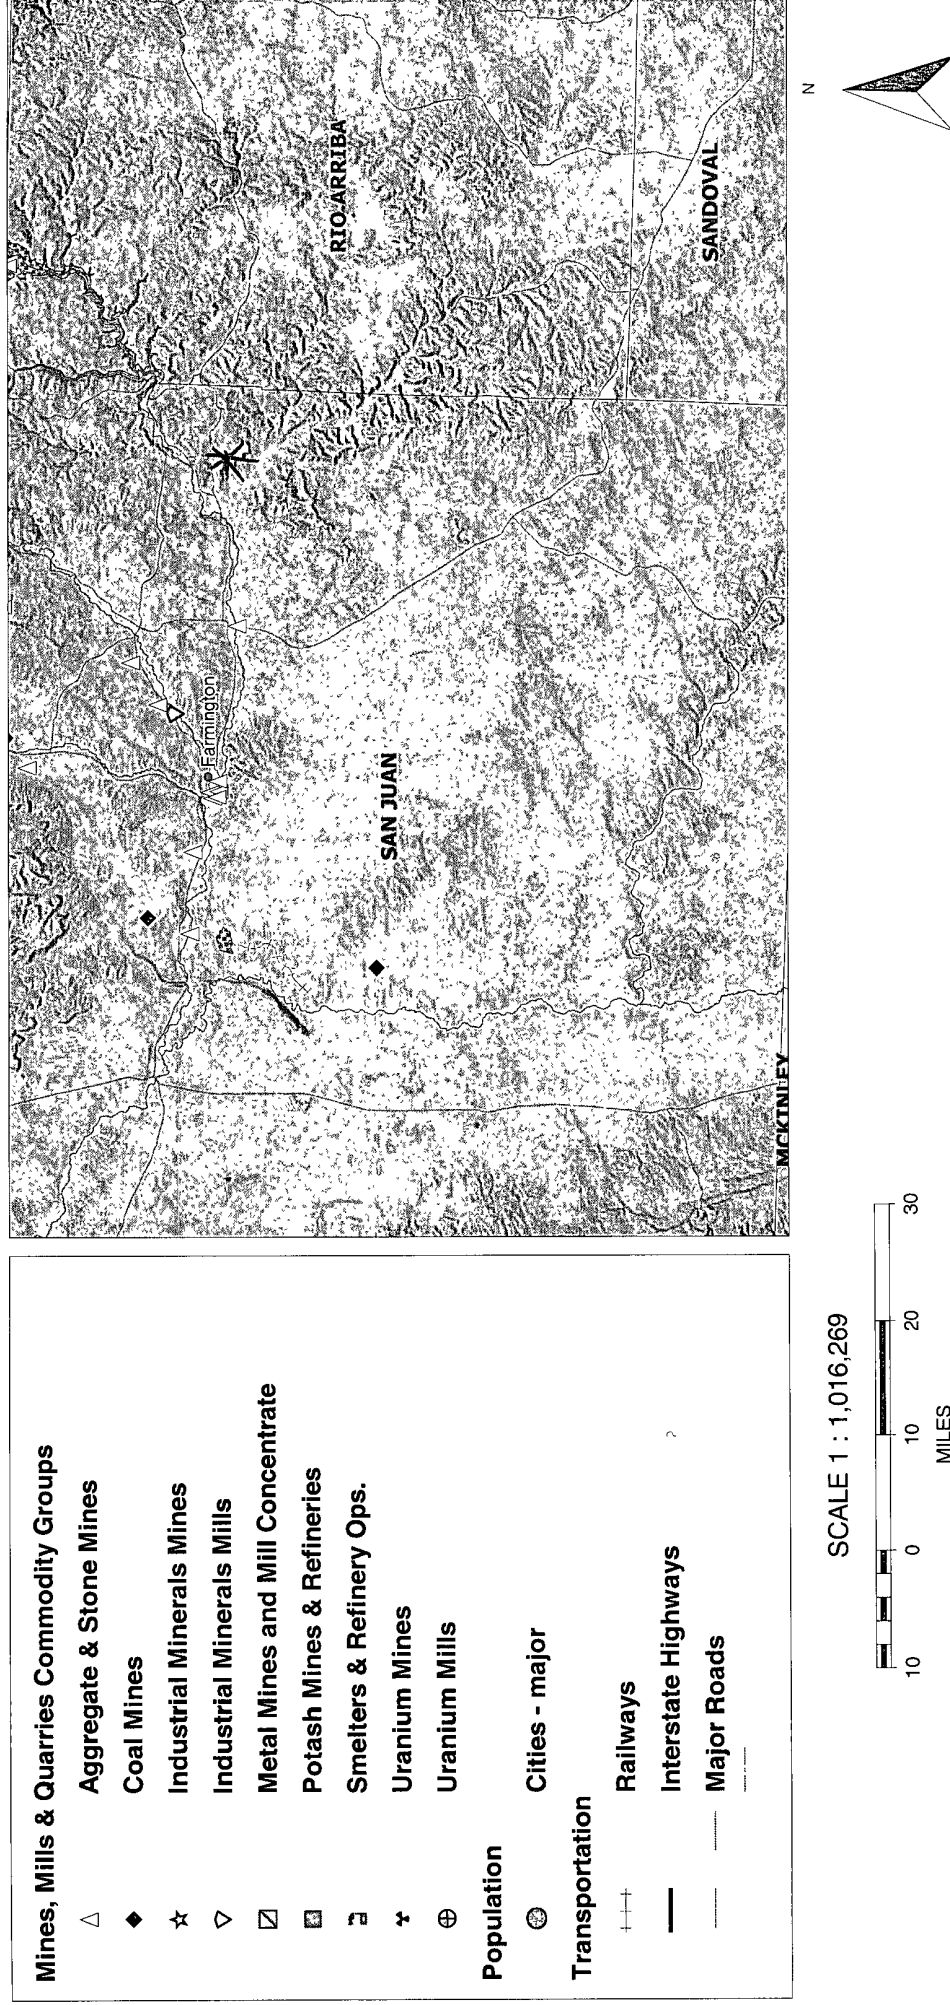 Mines, Mills & Quarries Commodity Groups
Aggregate & Stone Mines
Coal Mines
Industrial Minerals Mines
Industrial Minerals Mills
Metal Mines and Mill Concentrate
Potash Mines & Refineries
Smelters & Refinery Ops.
Uranium Mines
Uranium Mills
Population
Cities - major
Transportation
Railways
Interstate Highways
Major Roads
Farmington
SAN JUAN
RIO ARRIBA
SANDOVAL
MCKINLEY
SCALE 1 : 1,016,269
10 0 10 20 30
MILES
N